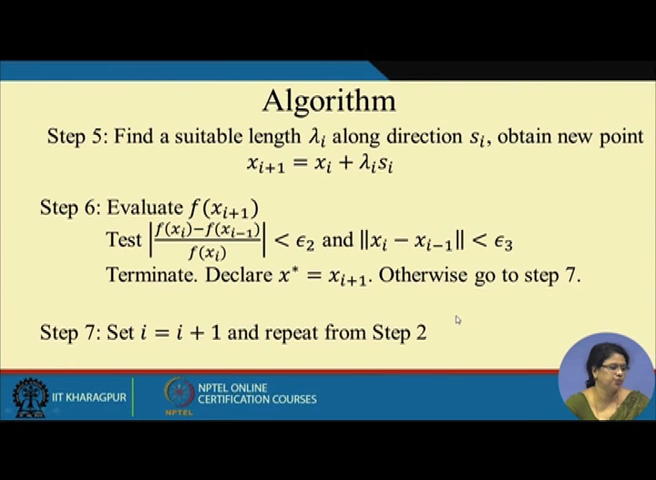 Algorithm
Step 5: Find a suitable length λᵢ along direction sᵢ, obtain new point
xᵢ₊₁ = xᵢ + λᵢsᵢ
Step 6: Evaluate f(xᵢ₊₁)
Test |f(xᵢ)−f(xᵢ₋₁)/f(xᵢ)| < ϵ₂ and ||xᵢ − xᵢ₋₁|| < ϵ₃
Terminate. Declare x* = xᵢ₊₁. Otherwise go to step 7.
Step 7: Set i = i + 1 and repeat from Step 2
IIT KHARAGPUR
NPTEL
NPTEL ONLINE
CERTIFICATION COURSES